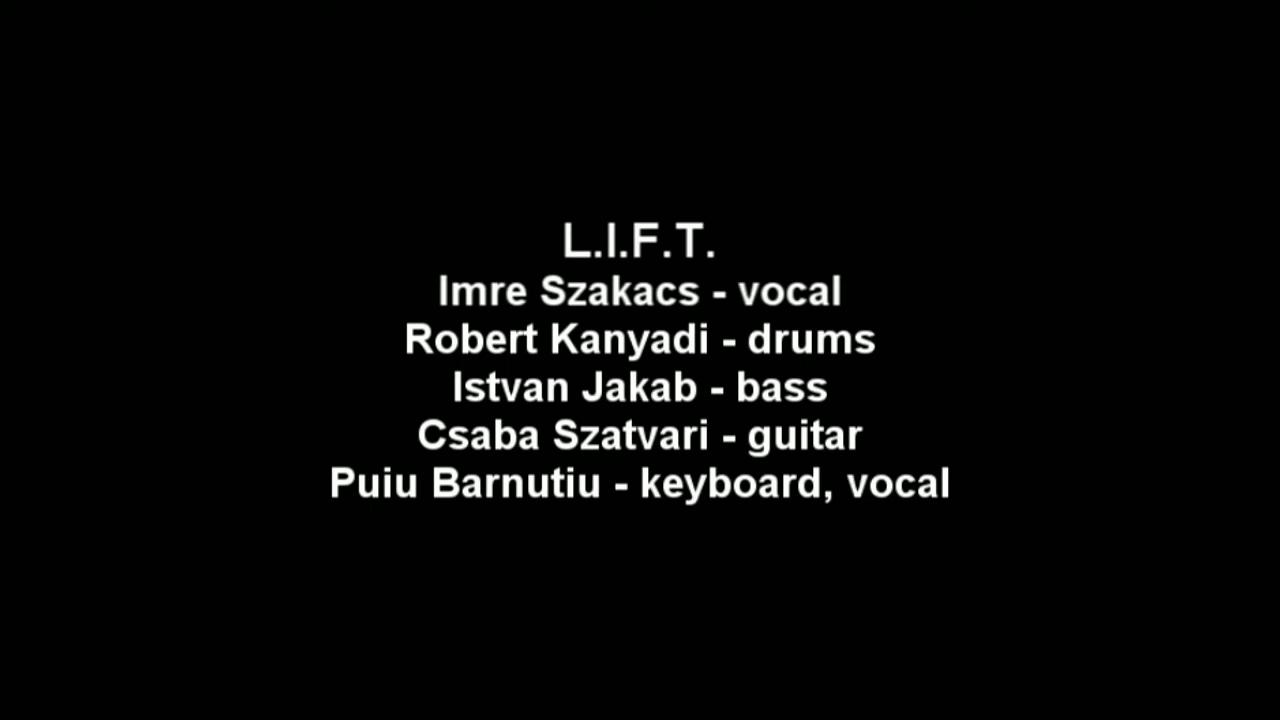 L.I.F.T.
Imre Szakacs - vocal
Robert Kanyadi - drums
Istvan Jakab - bass
Csaba Szatvari - guitar
Puiu Barnutiu - keyboard, vocal